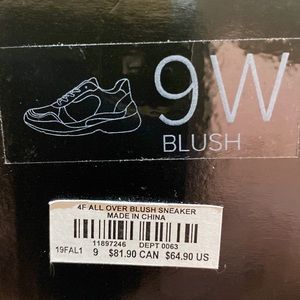 9W
BLUSH
4F ALL OVER BLUSH SNEAKER
MADE IN CHINA
11897246 DEPT 0063
19FAL1 9 $81.90 CAN $64.90 US